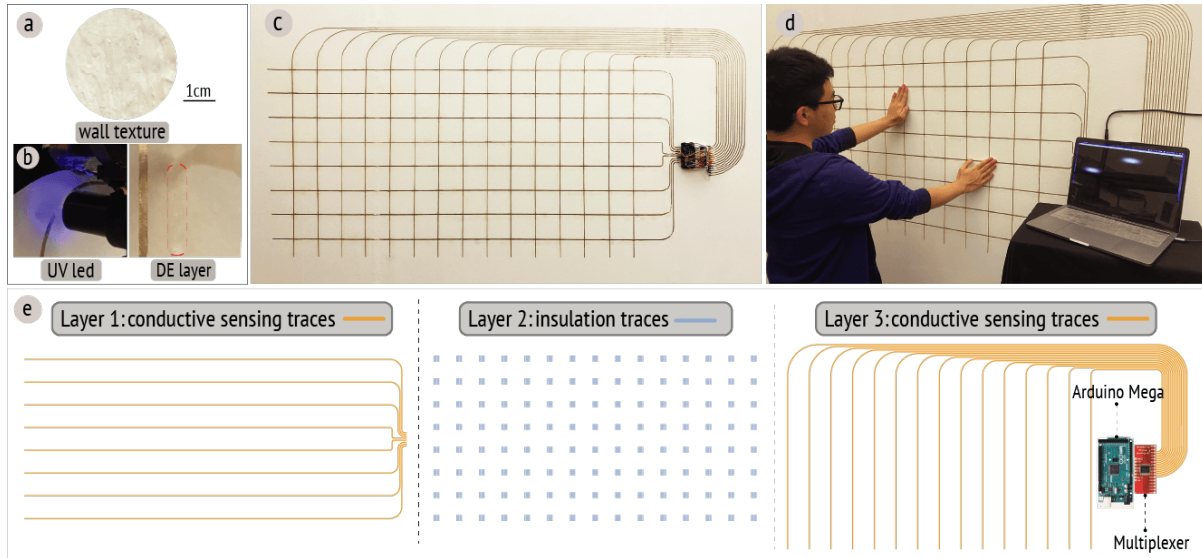 a
1cm
wall texture
b
UV led
DE layer
c
d
e
Layer 1:conductive sensing traces
Layer 2:insulation traces
Layer 3:conductive sensing traces
Arduino Mega
Multiplexer